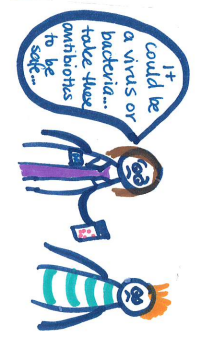 It
could be
a virus or
bacteria...
take these
antibiotics
to be
safe...